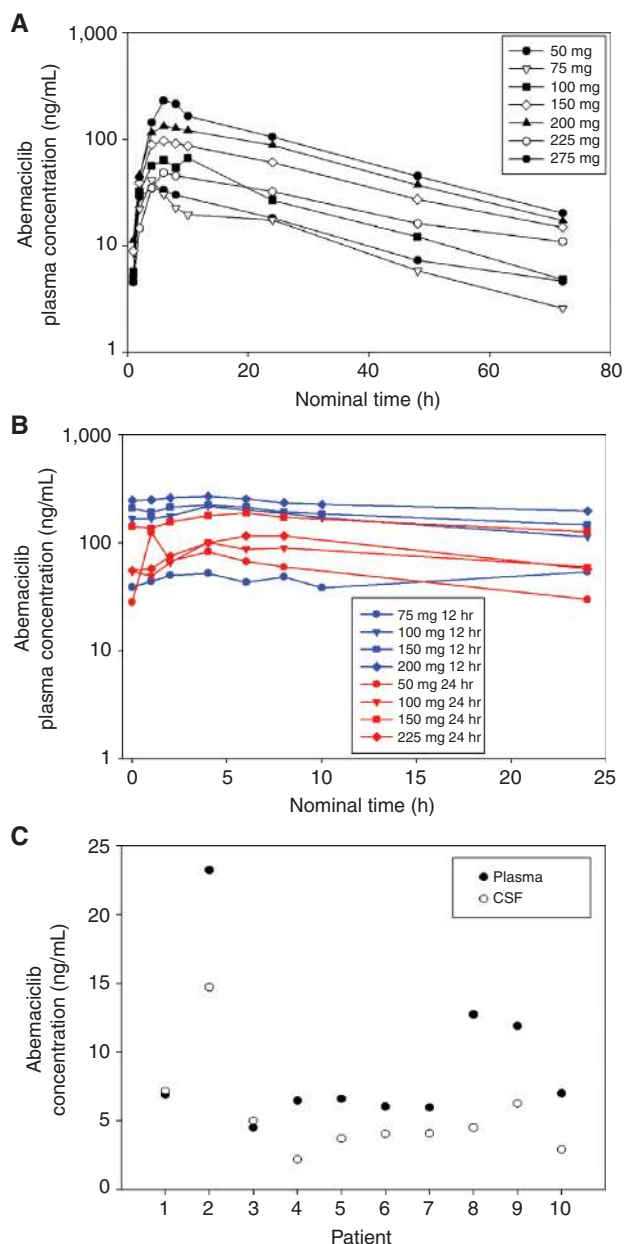 A
Abemaciclib
plasma concentration (ng/mL)
1,000
100
10
1
0
20
40
60
80
Nominal time (h)
50 mg
75 mg
100 mg
150 mg
200 mg
225 mg
275 mg
B
Abemaciclib
plasma concentration (ng/mL)
1,000
100
10
1
0
5
10
15
20
25
Nominal time (h)
75 mg 12 hr
100 mg 12 hr
150 mg 12 hr
200 mg 12 hr
50 mg 24 hr
100 mg 24 hr
150 mg 24 hr
225 mg 24 hr
C
Abemaciclib
concentration (ng/mL)
25
20
15
10
5
0
1
2
3
4
5
6
7
8
9
10
Patient
Plasma
CSF